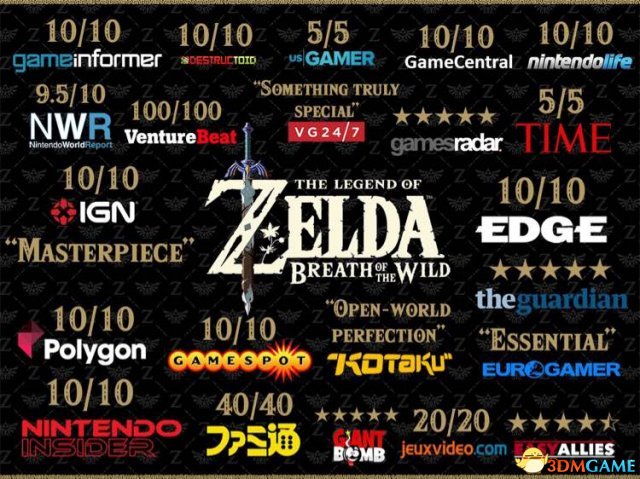 10/10 10/10 5/5 10/10 10/10
gameinformer DESTRUCTOID USGAMER GameCentral nintendolife
9.5/10 100/100 "SOMETHING TRULY SPECIAL" ★★★★★ 5/5
NWR
NintendoWorldReport
VentureBeat
VG24/7
gamesradar
TIME
10/10
IGN
"MASTERPIECE"
THE LEGEND OF
ZELDA
BREATH OF THE WILD
10/10
EDGE
★★★★★
theguardian
10/10
Polygon
10/10
GAMESPOT
"OPEN-WORLD
PERFECTION"
"KOTAKU"
"ESSENTIAL"
EUROGAMER
10/10
NINTENDO
INSIDER
40/40
ファミ通
★★★★★
GIANT
BOMB
20/20
jeuxvideo.com
EASYALLIES
3DMGAME